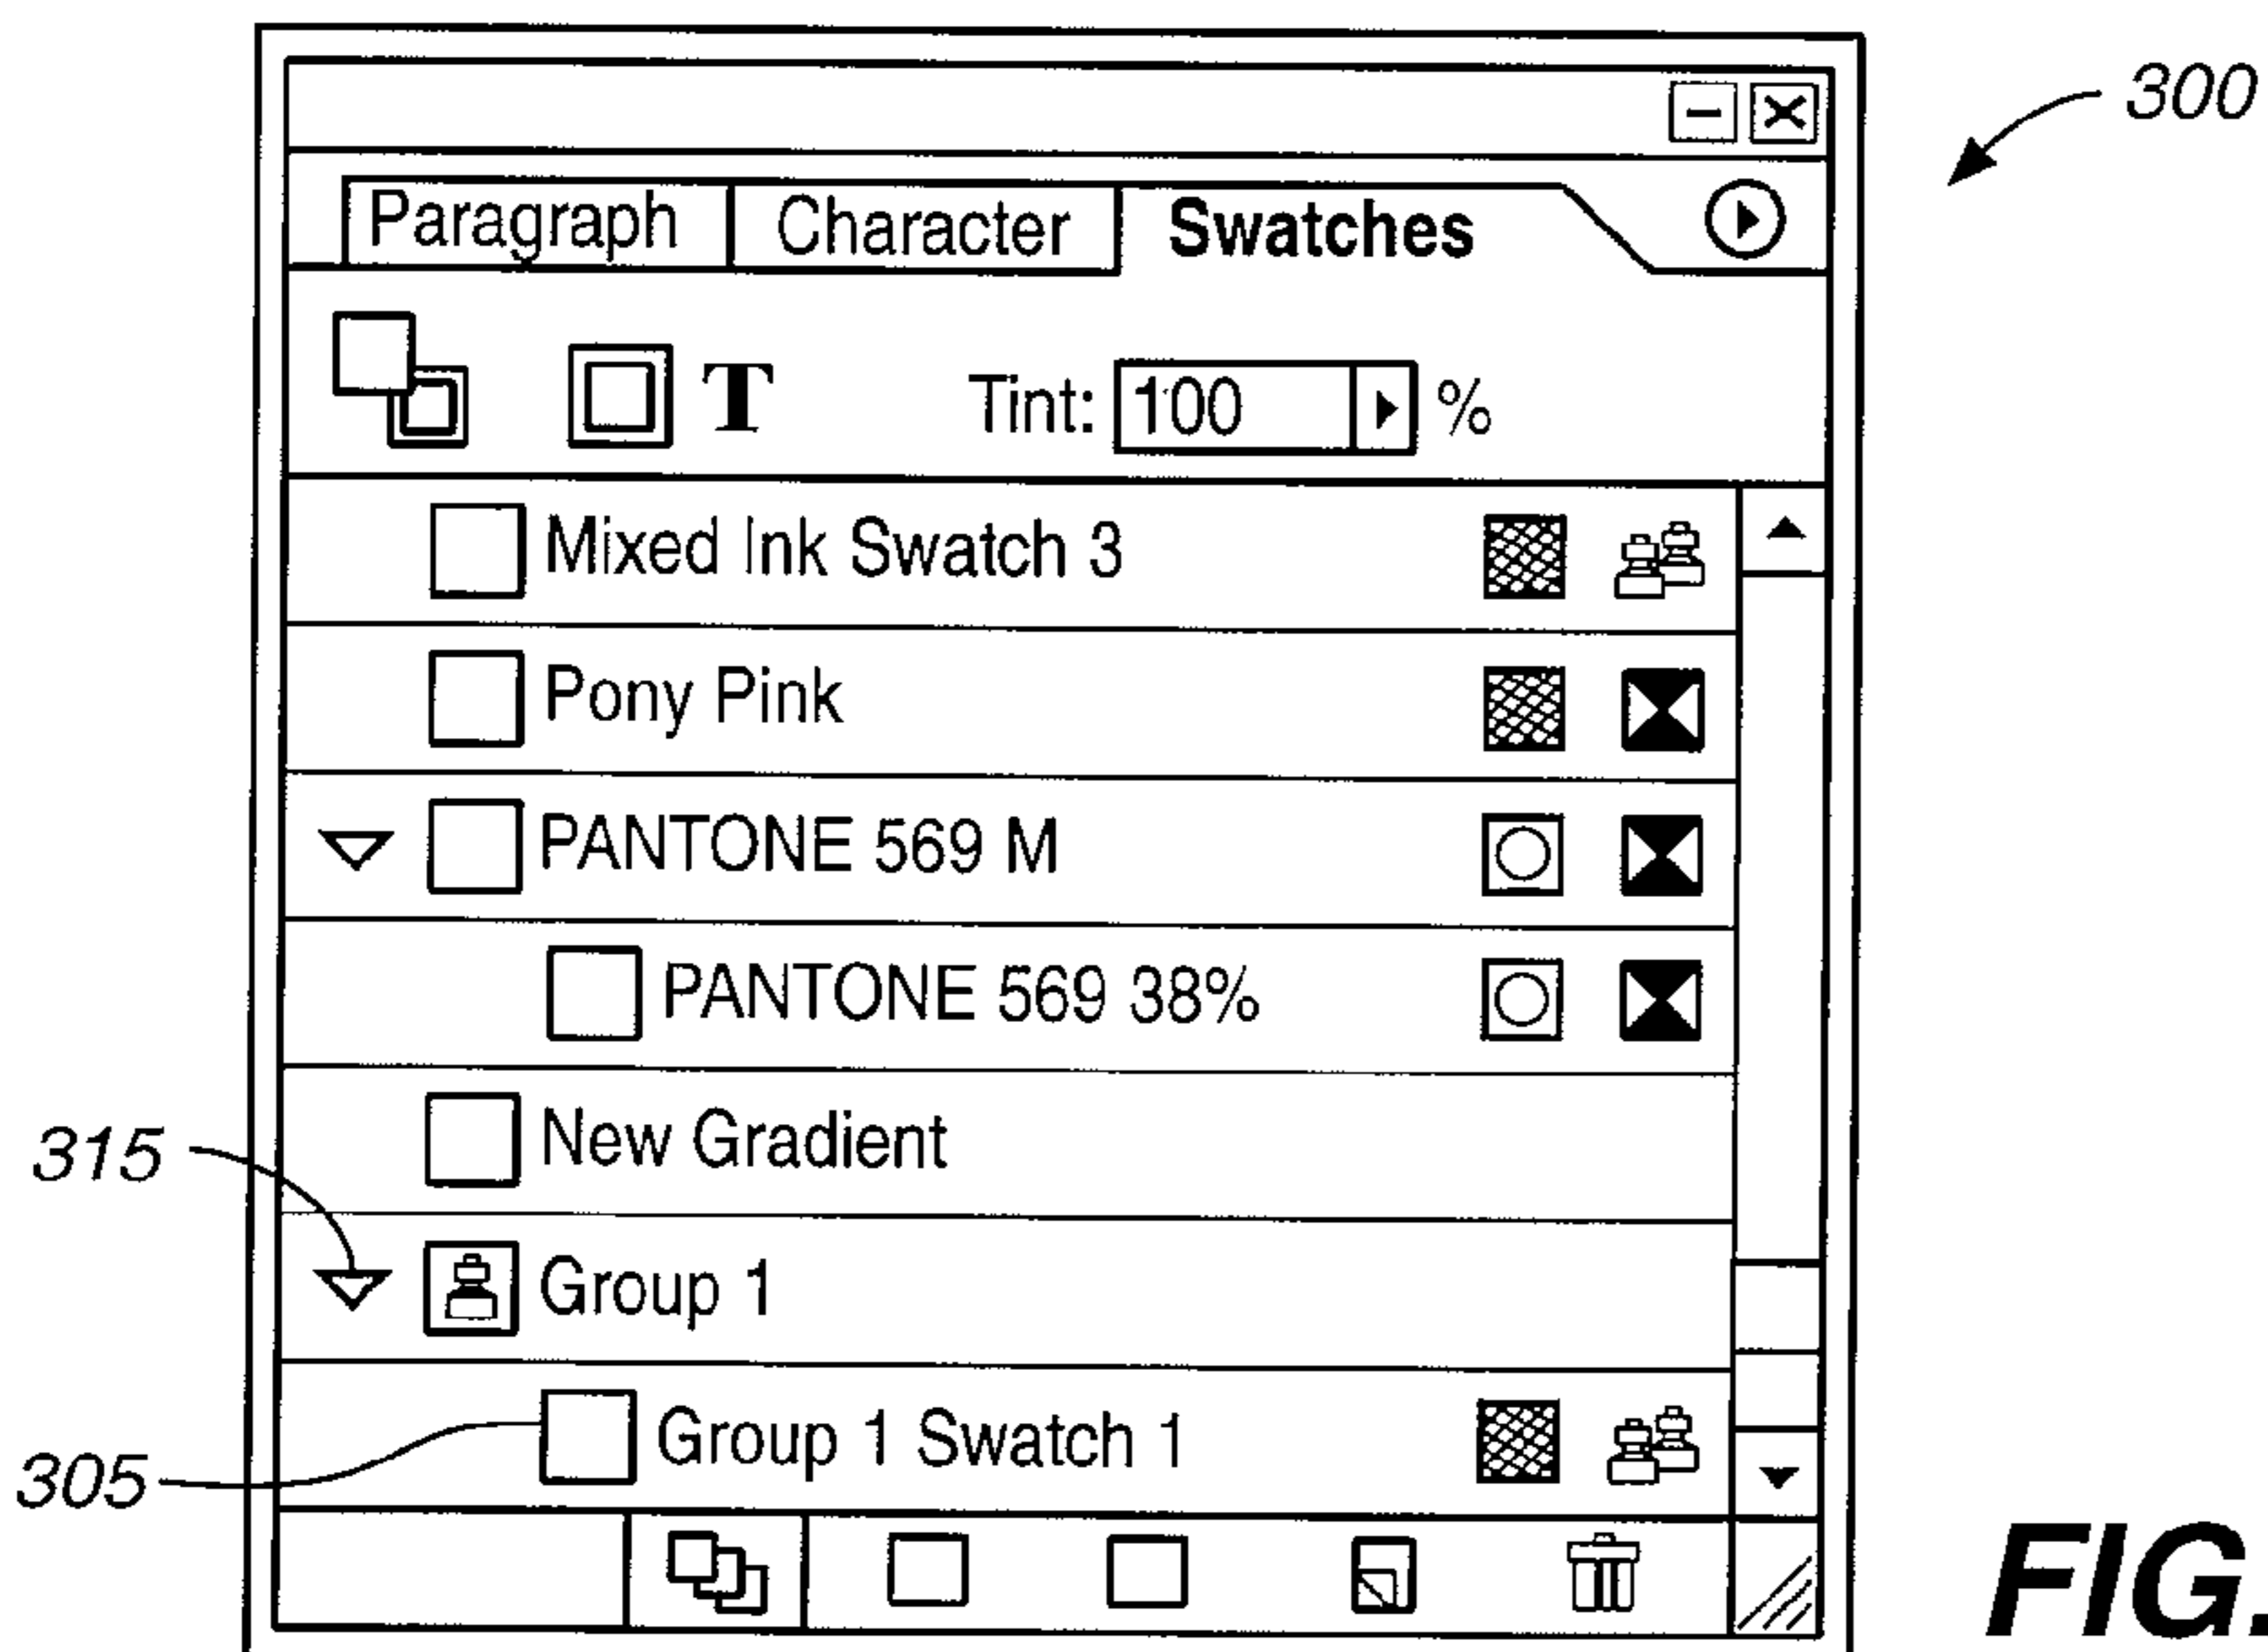 300
Paragraph Character Swatches
T Tint: 100 %
Mixed Ink Swatch 3
Pony Pink
PANTONE 569 M
PANTONE 569 38%
New Gradient
315
Group 1
Group 1 Swatch 1
305
FIG.